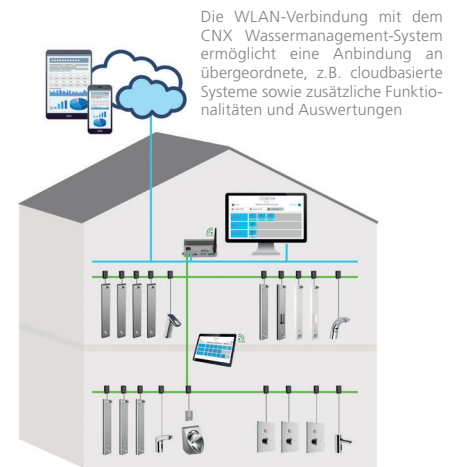 Die WLAN-Verbindung mit dem
CNX Wassermanagement-System
ermöglicht eine Anbindung an
übergeordnete, z.B. cloudbasierte
Systeme sowie zusätzliche Funktio-
nalitäten und Auswertungen